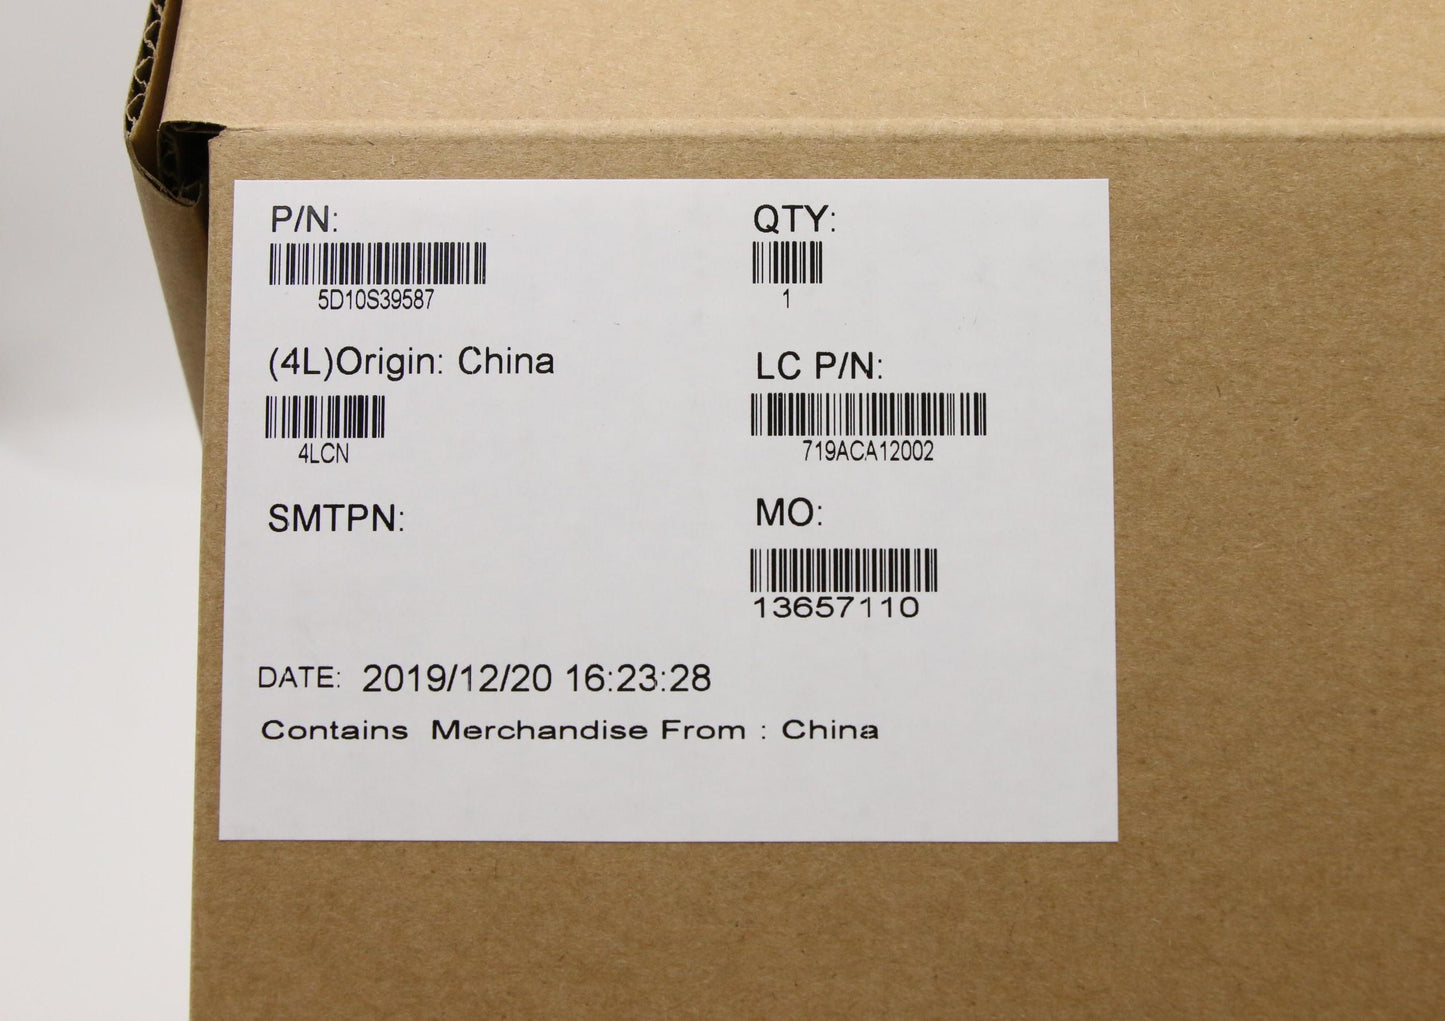 P/N:
5D10S39587
QTY:
1
(4L)Origin: China
4LCN
LC P/N:
719ACA12002
SMTPN:
MO:
13657110
DATE: 2019/12/20 16:23:28
Contains Merchandise From : China